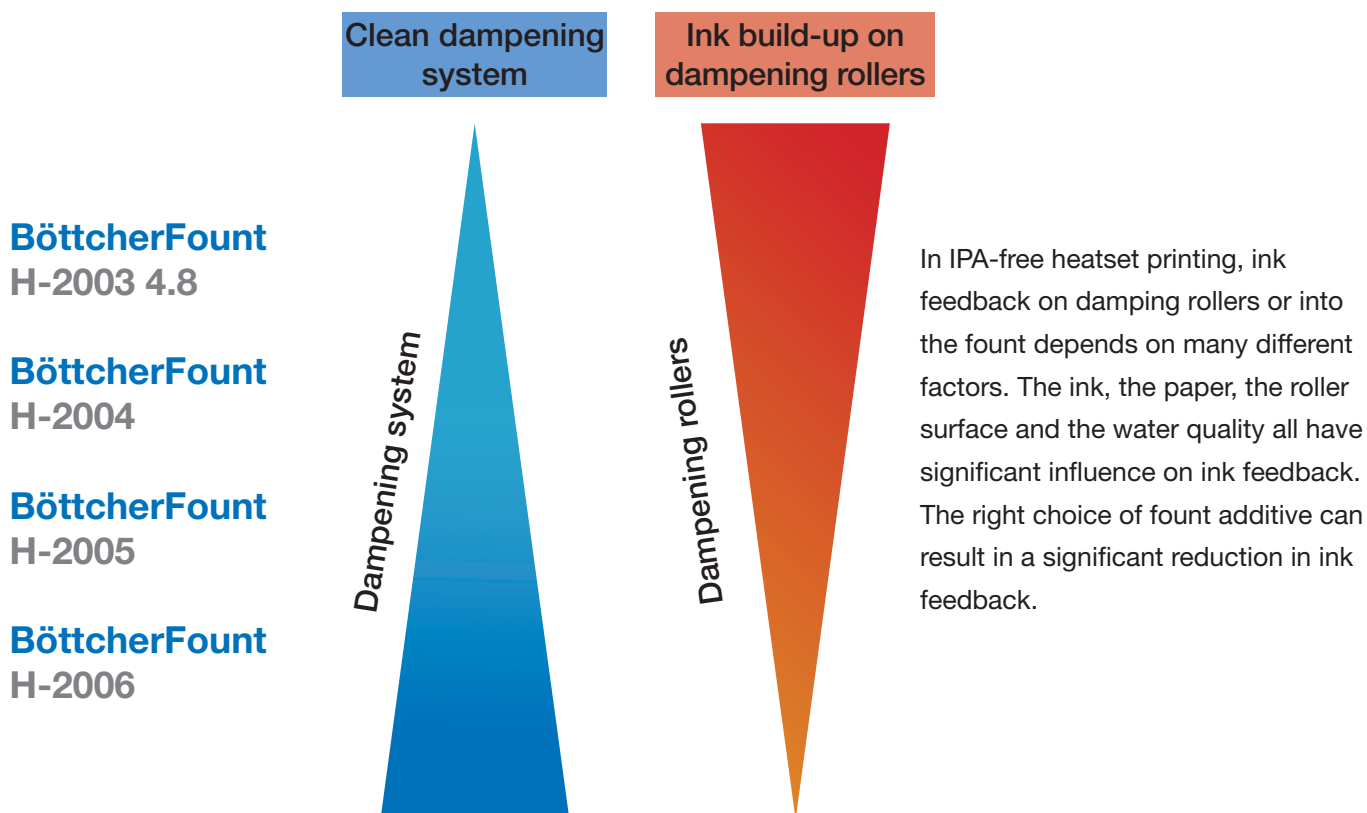 Clean dampening
system
Ink build-up on
dampening rollers
BöttcherFount
H-2003 4.8
BöttcherFount
H-2004
BöttcherFount
H-2005
BöttcherFount
H-2006
Dampening system
Dampening rollers
In IPA-free heatset printing, ink
feedback on damping rollers or into
the fount depends on many different
factors. The ink, the paper, the roller
surface and the water quality all have
significant influence on ink feedback.
The right choice of fount additive can
result in a significant reduction in ink
feedback.